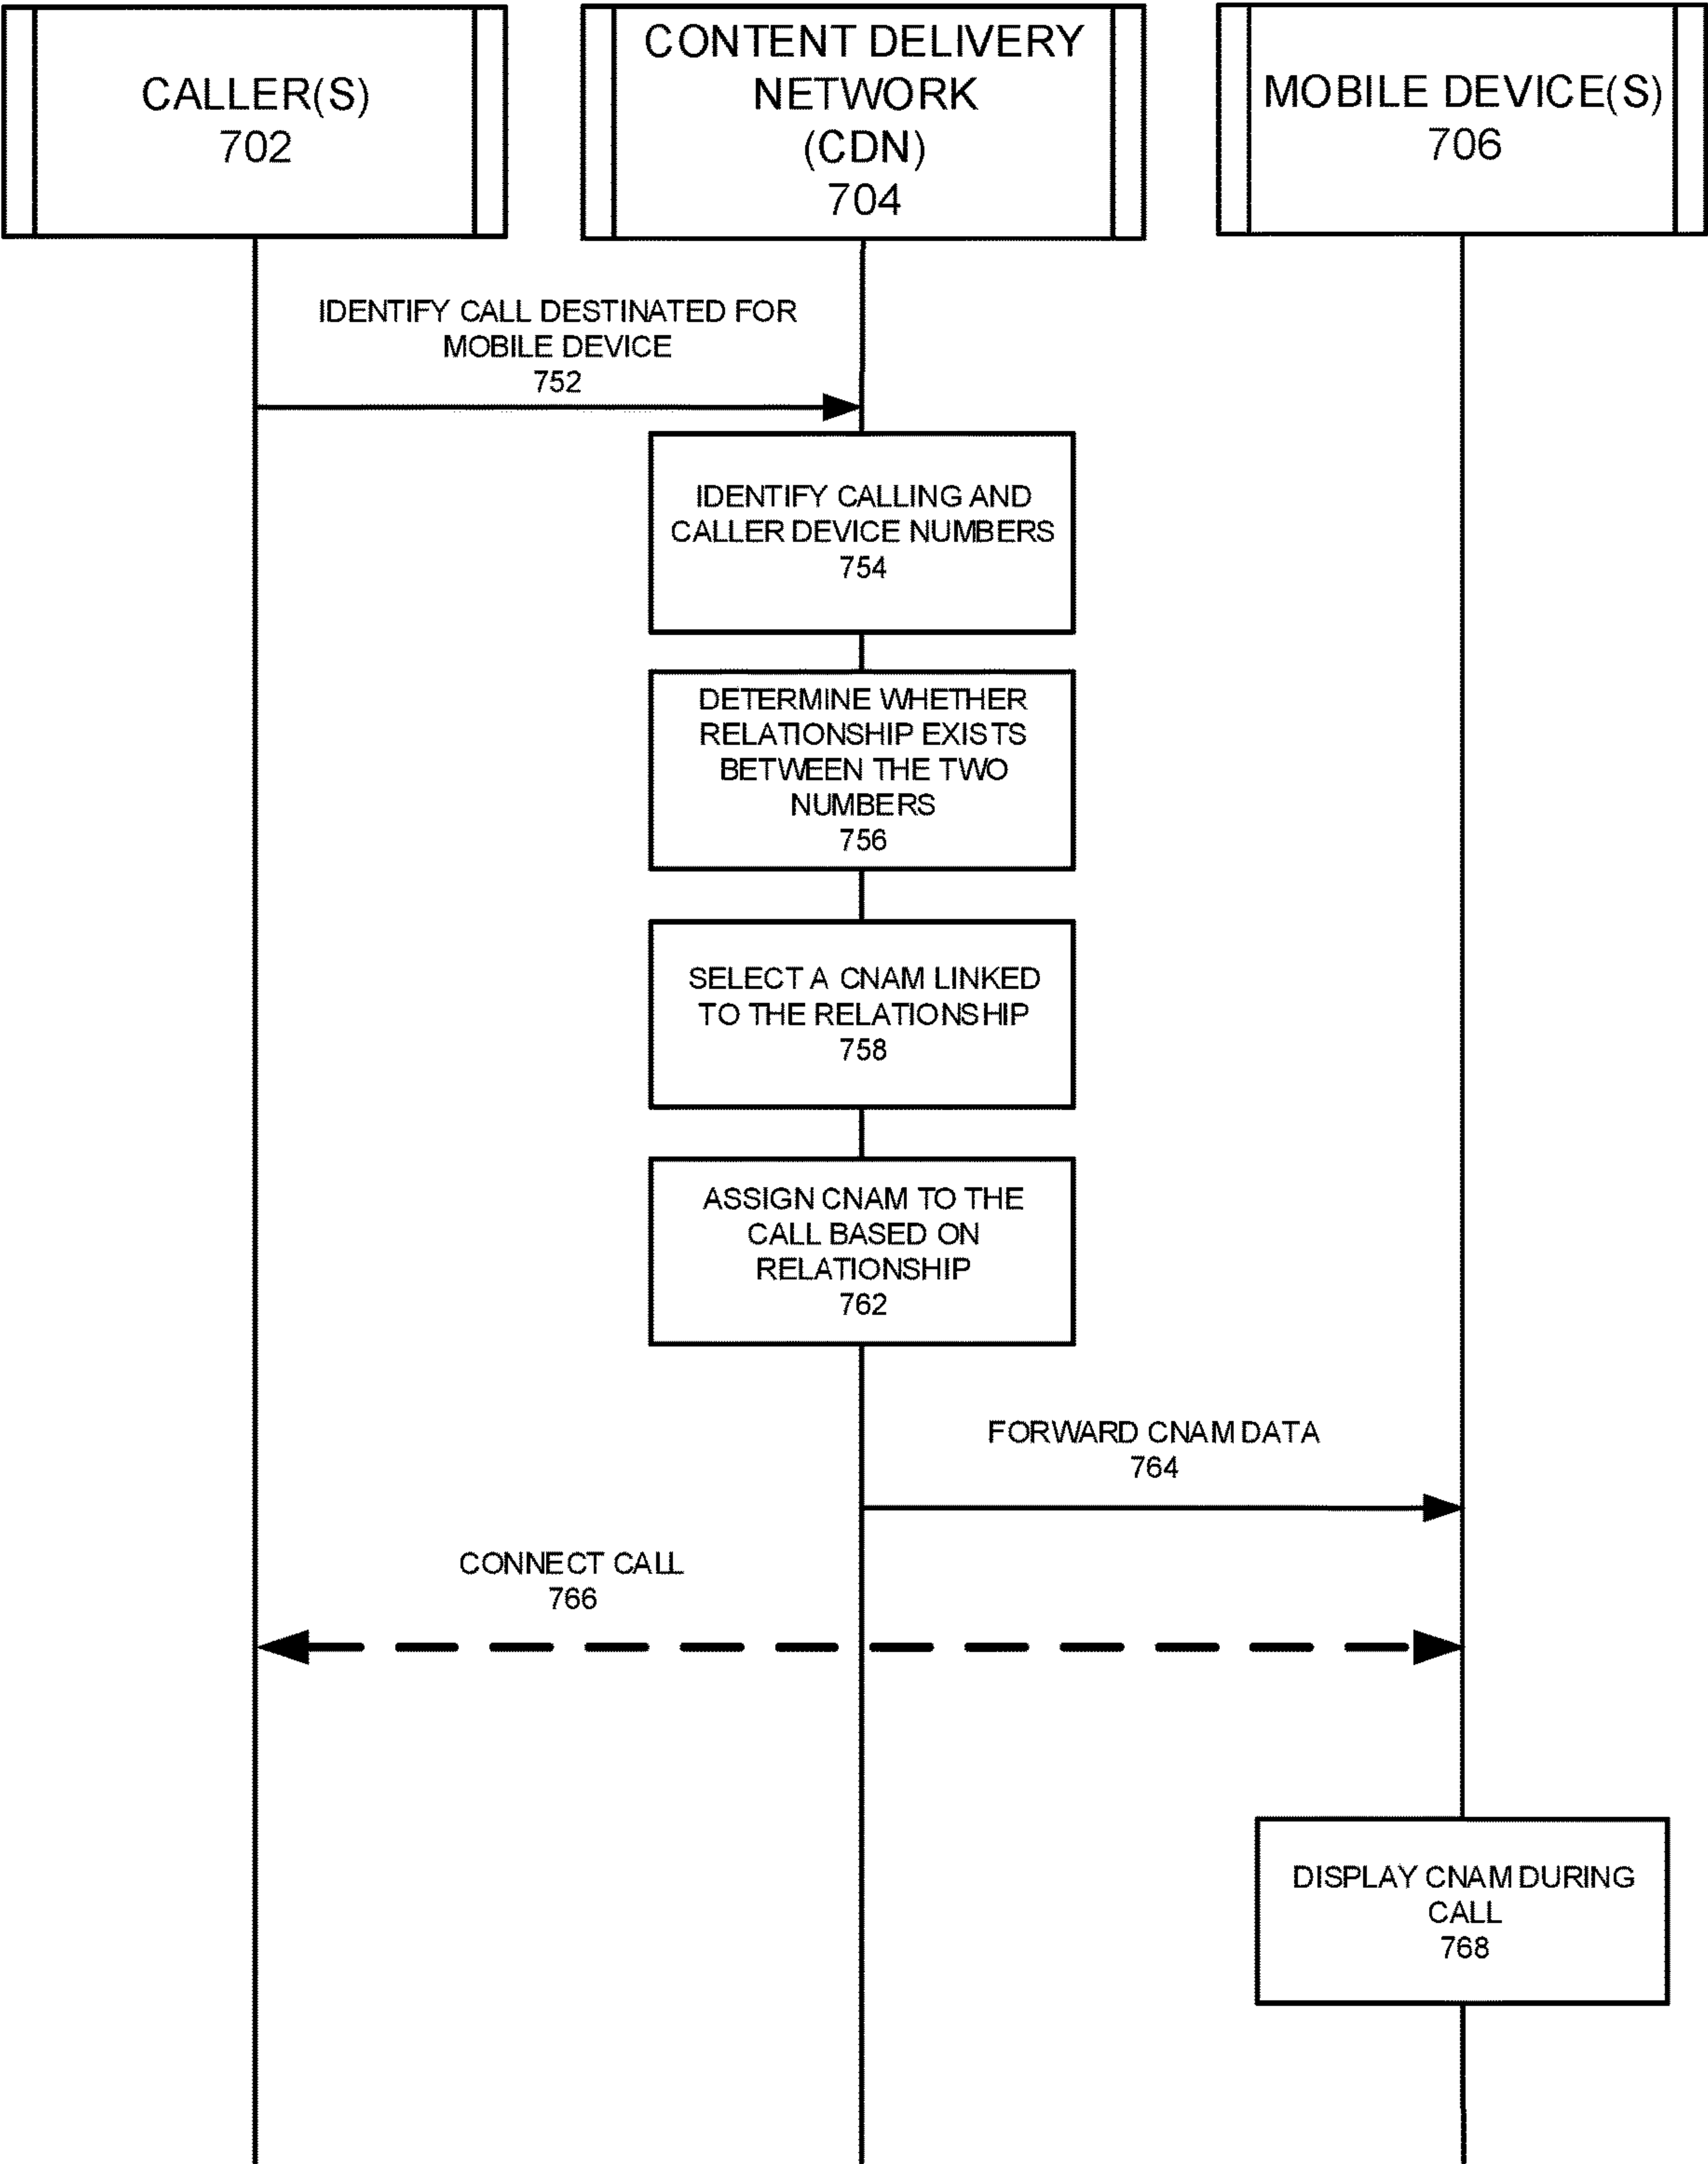 CALLER(S)
702
CONTENT DELIVERY
NETWORK
(CDN)
704
MOBILE DEVICE(S)
706
IDENTIFY CALL DESTINATED FOR
MOBILE DEVICE
752
IDENTIFY CALLING AND
CALLER DEVICE NUMBERS
754
DETERMINE WHETHER
RELATIONSHIP EXISTS
BETWEEN THE TWO
NUMBERS
756
SELECT A CNAM LINKED
TO THE RELATIONSHIP
758
ASSIGN CNAM TO THE
CALL BASED ON
RELATIONSHIP
762
FORWARD CNAM DATA
764
CONNECT CALL
766
DISPLAY CNAM DURING
CALL
768